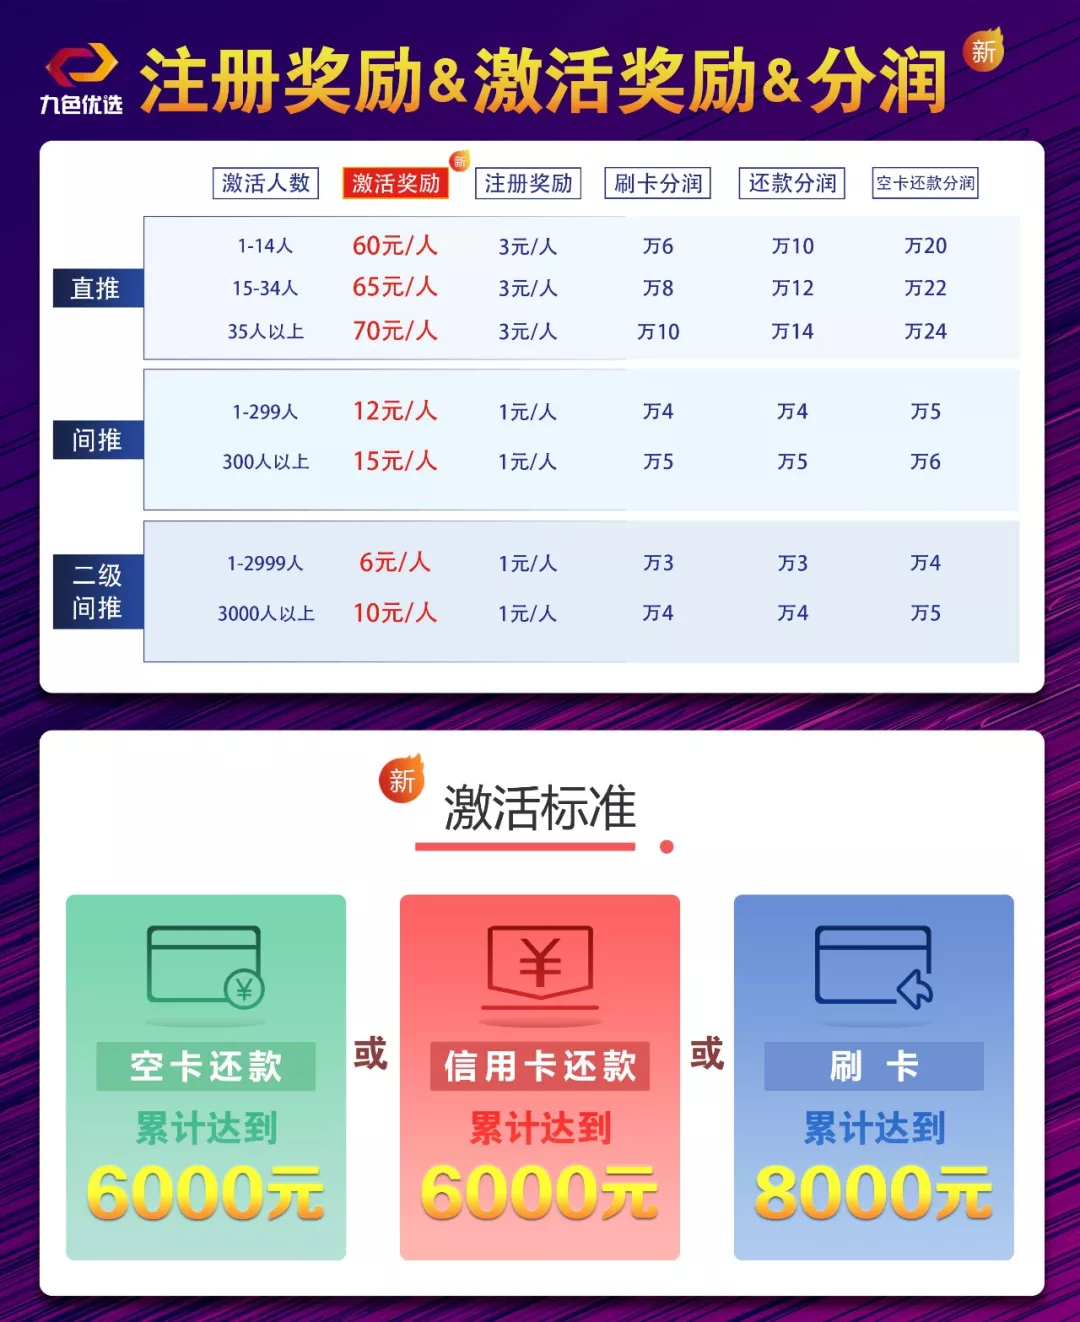 九色优选
注册奖励&激活奖励&分润
新
激活人数 激活奖励 新 注册奖励 刷卡分润 还款分润 空卡还款分润
直推
1-14人 60元/人 3元/人 万6 万10 万20
15-34人 65元/人 3元/人 万8 万12 万22
35人以上 70元/人 3元/人 万10 万14 万24
间推
1-299人 12元/人 1元/人 万4 万4 万5
300人以上 15元/人 1元/人 万5 万5 万6
二级
间推
1-2999人 6元/人 1元/人 万3 万3 万4
3000人以上 10元/人 1元/人 万4 万4 万5
新
激活标准
¥
空卡还款
累计达到
6000元
或
¥
信用卡还款
累计达到
6000元
或
刷 卡
累计达到
8000元